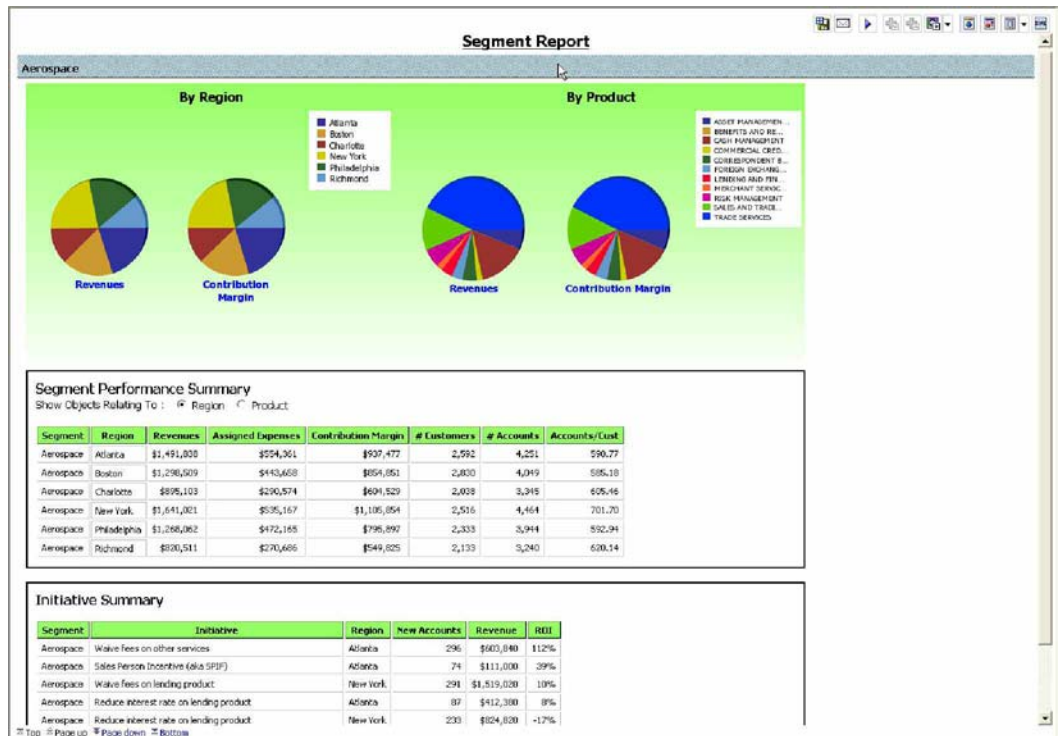 Segment Report
Aerospace
By Region
By Product
Atlanta
Boston
Charlotte
New York
Philadelphia
Richmond
ASSET MANAGEMEN...
BENEFITS AND RE...
CASH MANAGEMENT
COMMERCIAL CRED...
CORRESPONDENT B...
FOREIGN EXCHANG...
LENDING AND FIN...
MERCHANT SERVIC...
RISK MANAGEMENT
SALES AND TRADI...
TRADE SERVICES
Revenues
Contribution
Margin
Revenues
Contribution Margin
Segment Performance Summary
Show Objects Relating To : Region Product
Segment Region Revenues Assigned Expenses Contribution Margin # Customers # Accounts Accounts/Cust
Aerospace Atlanta $1,491,838 $554,361 $937,477 2,592 4,251 590.77
Aerospace Boston $1,298,509 $443,658 $854,851 2,830 4,049 585.18
Aerospace Charlotte $895,103 $290,574 $604,529 2,038 3,345 605.46
Aerospace New York $1,641,021 $535,167 $1,105,854 2,516 4,464 701.70
Aerospace Philadelphia $1,268,062 $472,165 $795,897 2,333 3,944 592.94
Aerospace Richmond $820,511 $270,686 $549,825 2,133 3,240 620.14
Initiative Summary
Segment Initiative Region New Accounts Revenue ROI
Aerospace Waive fees on other services Atlanta 296 $603,840 112%
Aerospace Sales Person Incentive (aka SPIF) Atlanta 74 $111,000 39%
Aerospace Waive fees on lending product New York 291 $1,519,020 10%
Aerospace Reduce interest rate on lending product Atlanta 87 $412,380 8%
Aerospace Reduce interest rate on lending product New York 233 $824,820 -17%
Top Page up Page down Bottom